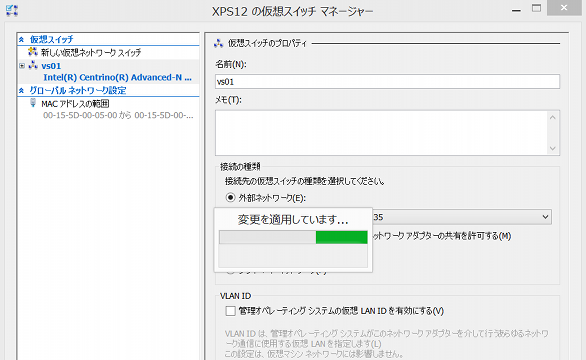 XPS12 の仮想スイッチ マネージャー
仮想スイッチ
新しい仮想ネットワーク スイッチ
vs01
Intel(R) Centrino(R) Advanced-N ...
グローバル ネットワーク設定
MAC アドレスの範囲
00-15-5D-00-05-00 から 00-15-5D-00-...
仮想スイッチのプロパティ
名前(N):
vs01
メモ(T):
接続の種類
接続先の仮想スイッチの種類を選択してください。
外部ネットワーク(E):
変更を適用しています...
35
ットワーク アダプターの共有を許可する(M)
VLAN ID
管理オペレーティング システムの仮想 LAN ID を有効にする(V)
VLAN ID は、管理オペレーティング システムがこのネットワーク アダプターを介して行うあらゆるネットワ
ーク通信に使用する仮想 LAN を指定します(L)
この設定は、仮想マシン ネットワークには影響しません。